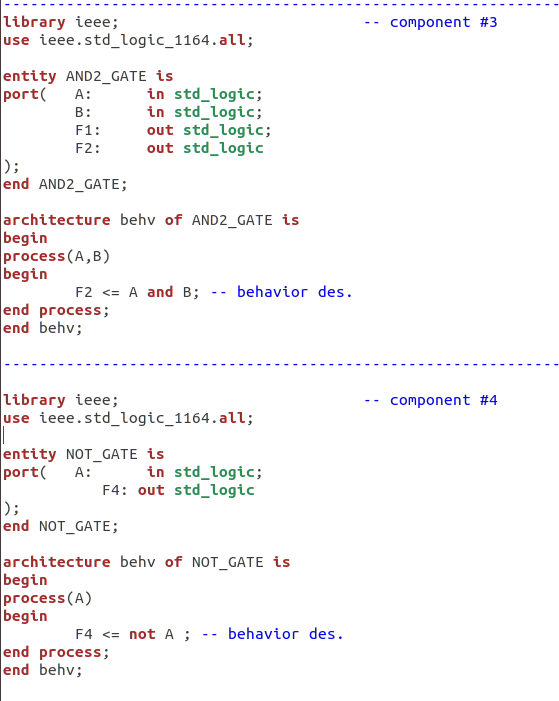 ---------------------------------------------------------------
library ieee;                           -- component #3
use ieee.std_logic_1164.all;

entity AND2_GATE is
port(   A:      in std_logic;
        B:      in std_logic;
        F1:     out std_logic;
        F2:     out std_logic
);
end AND2_GATE;

architecture behv of AND2_GATE is
begin
process(A,B)
begin
        F2 <= A and B; -- behavior des.
end process;
end behv;

---------------------------------------------------------------

library ieee;                           -- component #4
use ieee.std_logic_1164.all;

entity NOT_GATE is
port(   A:      in std_logic;
           F4: out std_logic
);
end NOT_GATE;

architecture behv of NOT_GATE is
begin
process(A)
begin
        F4 <= not A ; -- behavior des.
end process;
end behv;